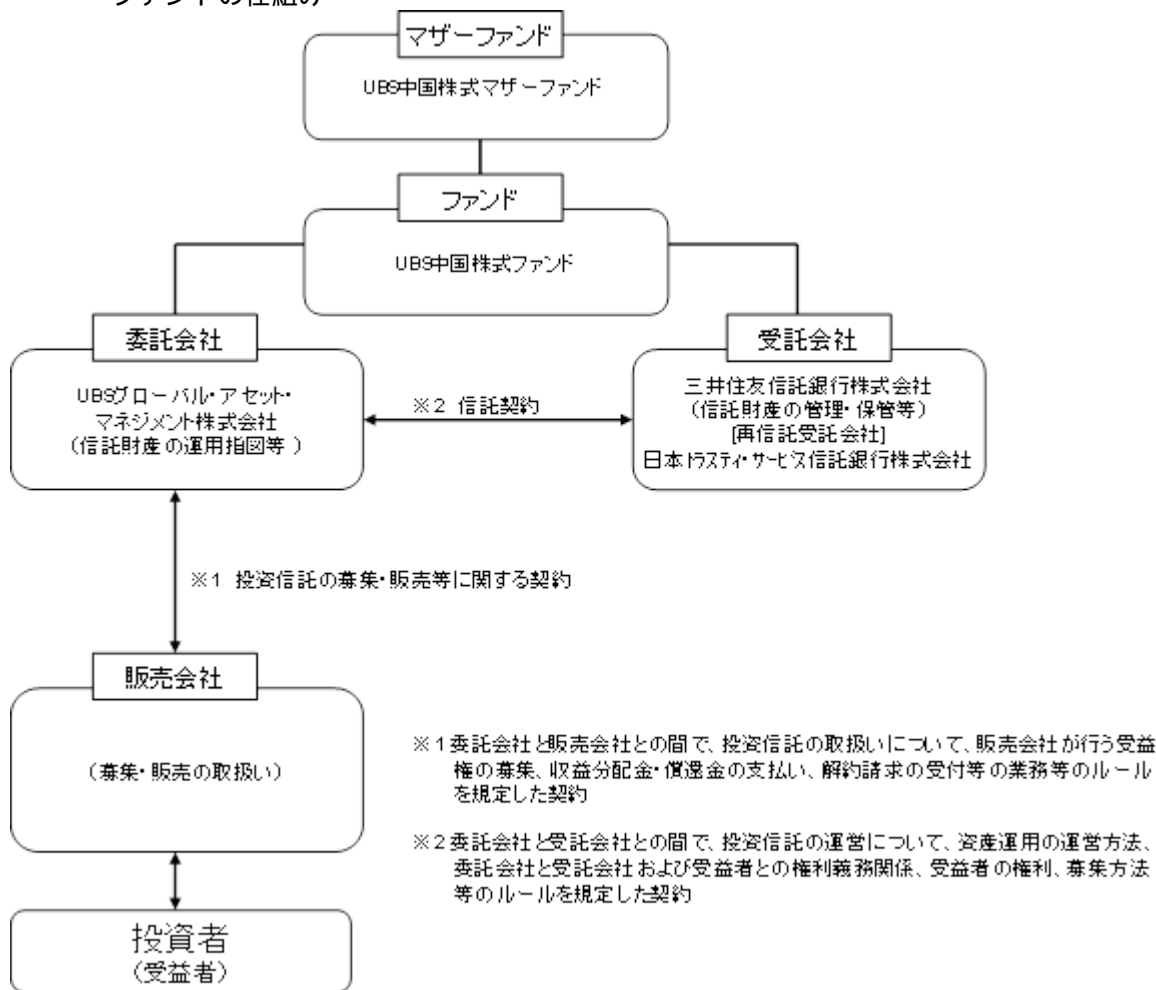 ファンドの仕組み
マザーファンド
UBS中国株式マザーファンド
ファンド
UBS中国株式ファンド
委託会社
UBSグローバル・アセット・
マネジメント株式会社
(信託財産の運用指図等)
※2 信託契約
受託会社
三井住友信託銀行株式会社
(信託財産の管理・保管等)
[再信託受託会社]
日本トラスティ・サービス信託銀行株式会社
※1 投資信託の募集・販売等に関する契約
販売会社
(募集・販売の取扱い)
※1委託会社と販売会社との間で、投資信託の取扱いについて、販売会社が行う受益
権の募集、収益分配金・償還金の支払い、解約請求の受付等の業務等のルール
を規定した契約
※2委託会社と受託会社との間で、投資信託の運営について、資産運用の運営方法、
委託会社と受託会社および受益者との権利義務関係、受益者の権利、募集方法
等のルールを規定した契約
投資者
(受益者)